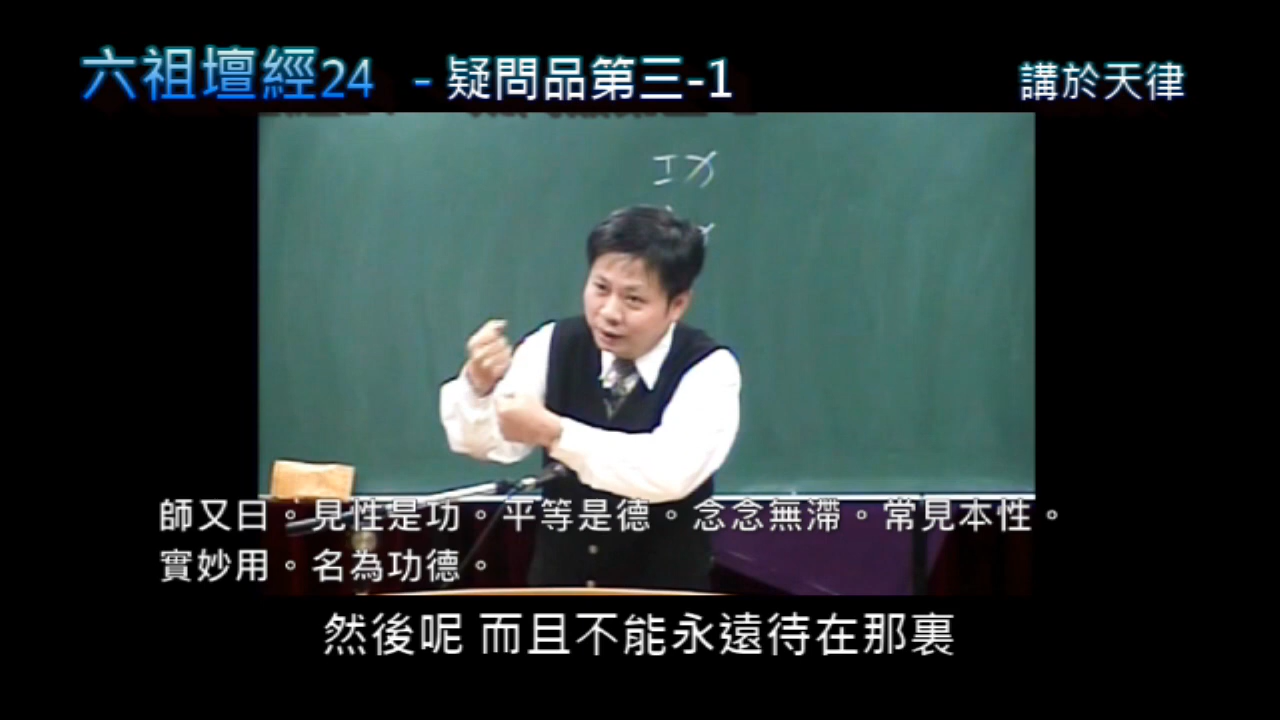 六祖壇經24 - 疑問品第三-1
講於天律
師又曰。見性是功。平等是德。念念無滯。常見本性。
實妙用。名為功德。
然後呢 而且不能永遠待在那裏